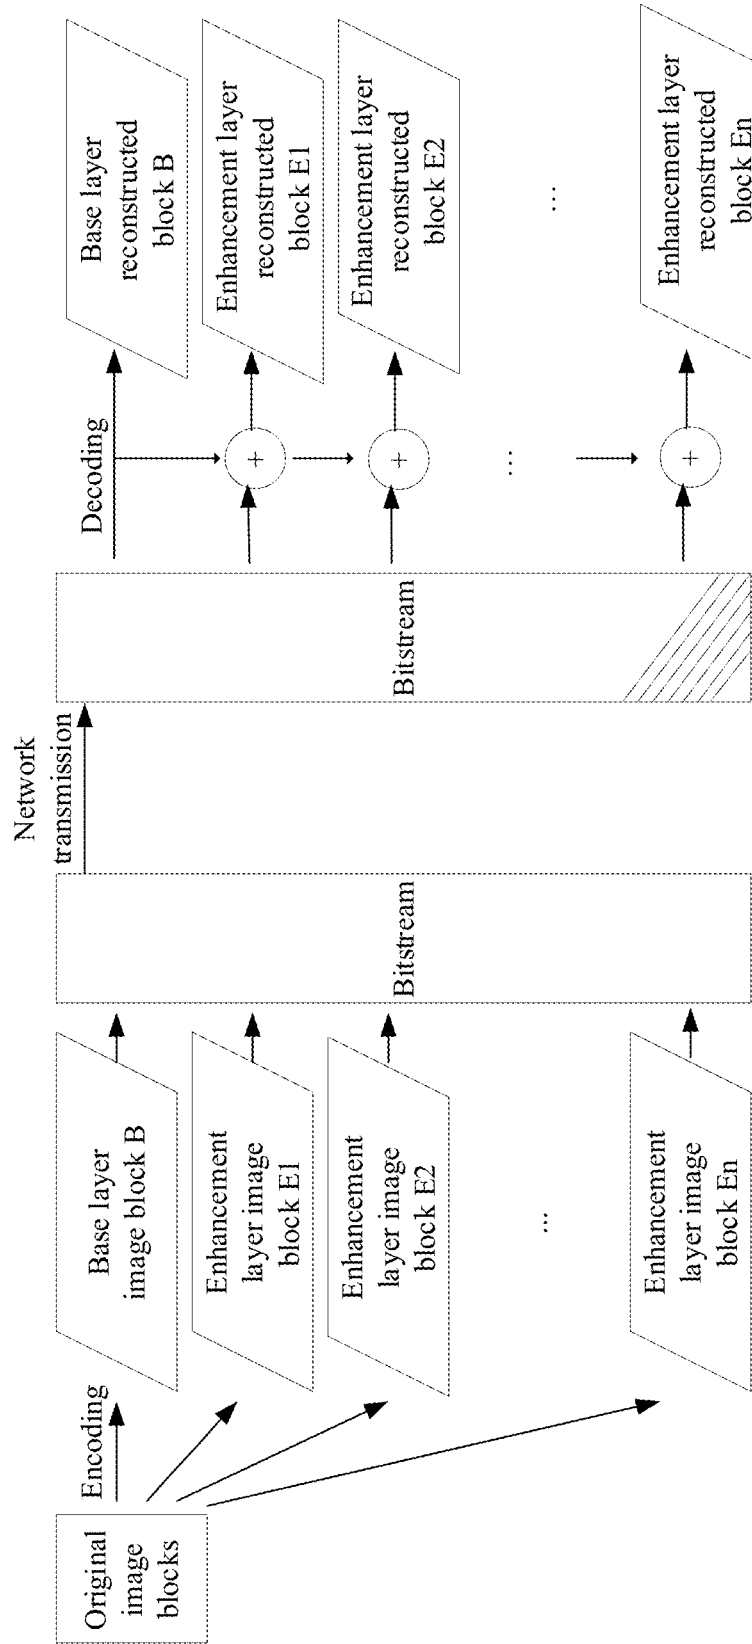 Original
image
blocks
Encoding
Base layer
image block B
Enhancement
layer image
block E1
Enhancement
layer image
block E2
...
Enhancement
layer image
block En
Bitstream
Network
transmission
Bitstream
Decoding
+
+
...
+
Base layer
reconstructed
block B
Enhancement layer
reconstructed
block E1
Enhancement layer
reconstructed
block E2
...
Enhancement layer
reconstructed
block En